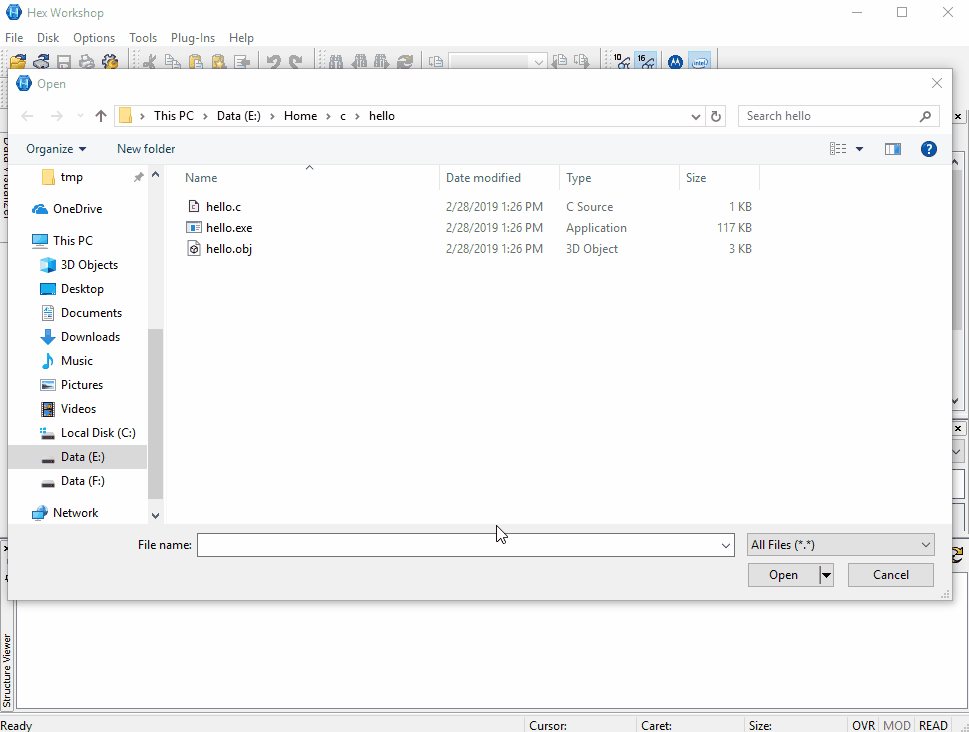 Hex Workshop
File Disk Options Tools Plug-Ins Help
10 16 intel
Open
This PC > Data (E:) > Home > c > hello
Search hello
Organize New folder
tmp
OneDrive
This PC
3D Objects
Desktop
Documents
Downloads
Music
Pictures
Videos
Local Disk (C:)
Data (E:)
Data (F:)
Network
Name Date modified Type Size
hello.c 2/28/2019 1:26 PM C Source 1 KB
hello.exe 2/28/2019 1:26 PM Application 117 KB
hello.obj 2/28/2019 1:26 PM 3D Object 3 KB
File name: All Files (*.*)
Open Cancel
Structure Viewer
Ready Cursor: Caret: Size: OVR MOD READ